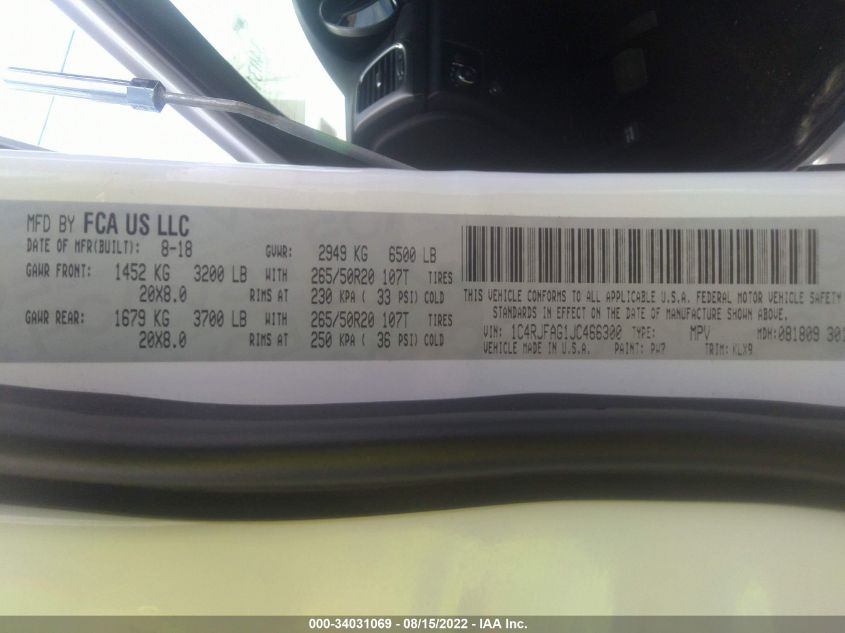 MFD BY FCA US LLC
DATE OF MFR(BUILT): 8-18 GVWR: 2949 KG 6500 LB
GAWR FRONT: 1452 KG 3200 LB WITH 265/50R20 107T TIRES
20X8.0 RIMS AT 230 KPA ( 33 PSI) COLD
GAWR REAR: 1679 KG 3700 LB WITH 265/50R20 107T TIRES
20X8.0 RIMS AT 250 KPA ( 36 PSI) COLD
THIS VEHICLE CONFORMS TO ALL APPLICABLE U.S.A. FEDERAL MOTOR VEHICLE SAFETY
STANDARDS IN EFFECT ON THE DATE OF MANUFACTURE SHOWN ABOVE.
VIN: 1C4RJFAG1JC466300 TYPE: MPV MDH: 081809 301
VEHICLE MADE IN U.S.A. PAINT: PW7 TRIM: KLX9
000-34031069 - 08/15/2022 - IAA Inc.